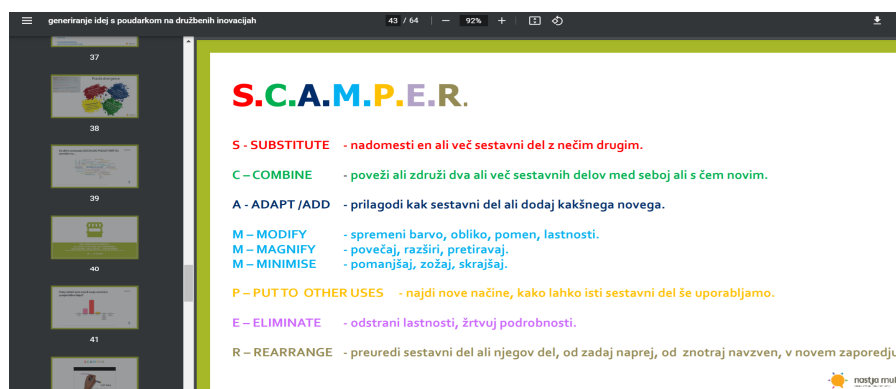 generiranje idej s poudarkom na družbenih inovacijah
43 / 64
92%
37
38
39
40
41
S.C.A.M.P.E.R.
S - SUBSTITUTE - nadomesti en ali več sestavni del z nečim drugim.
C – COMBINE - poveži ali združi dva ali več sestavnih delov med seboj ali s čem novim.
A - ADAPT /ADD - prilagodi kak sestavni del ali dodaj kakšnega novega.
M – MODIFY - spremeni barvo, obliko, pomen, lastnosti.
M – MAGNIFY - povečaj, razširi, pretiravaj.
M – MINIMISE - pomanjšaj, zožaj, skrajšaj.
P – PUT TO OTHER USES - najdi nove načine, kako lahko isti sestavni del še uporabljamo.
E – ELIMINATE - odstrani lastnosti, žrtvuj podrobnosti.
R – REARRANGE - preuredi sestavni del ali njegov del, od zadaj naprej, od znotraj navzven, v novem zaporedju
nastja mul